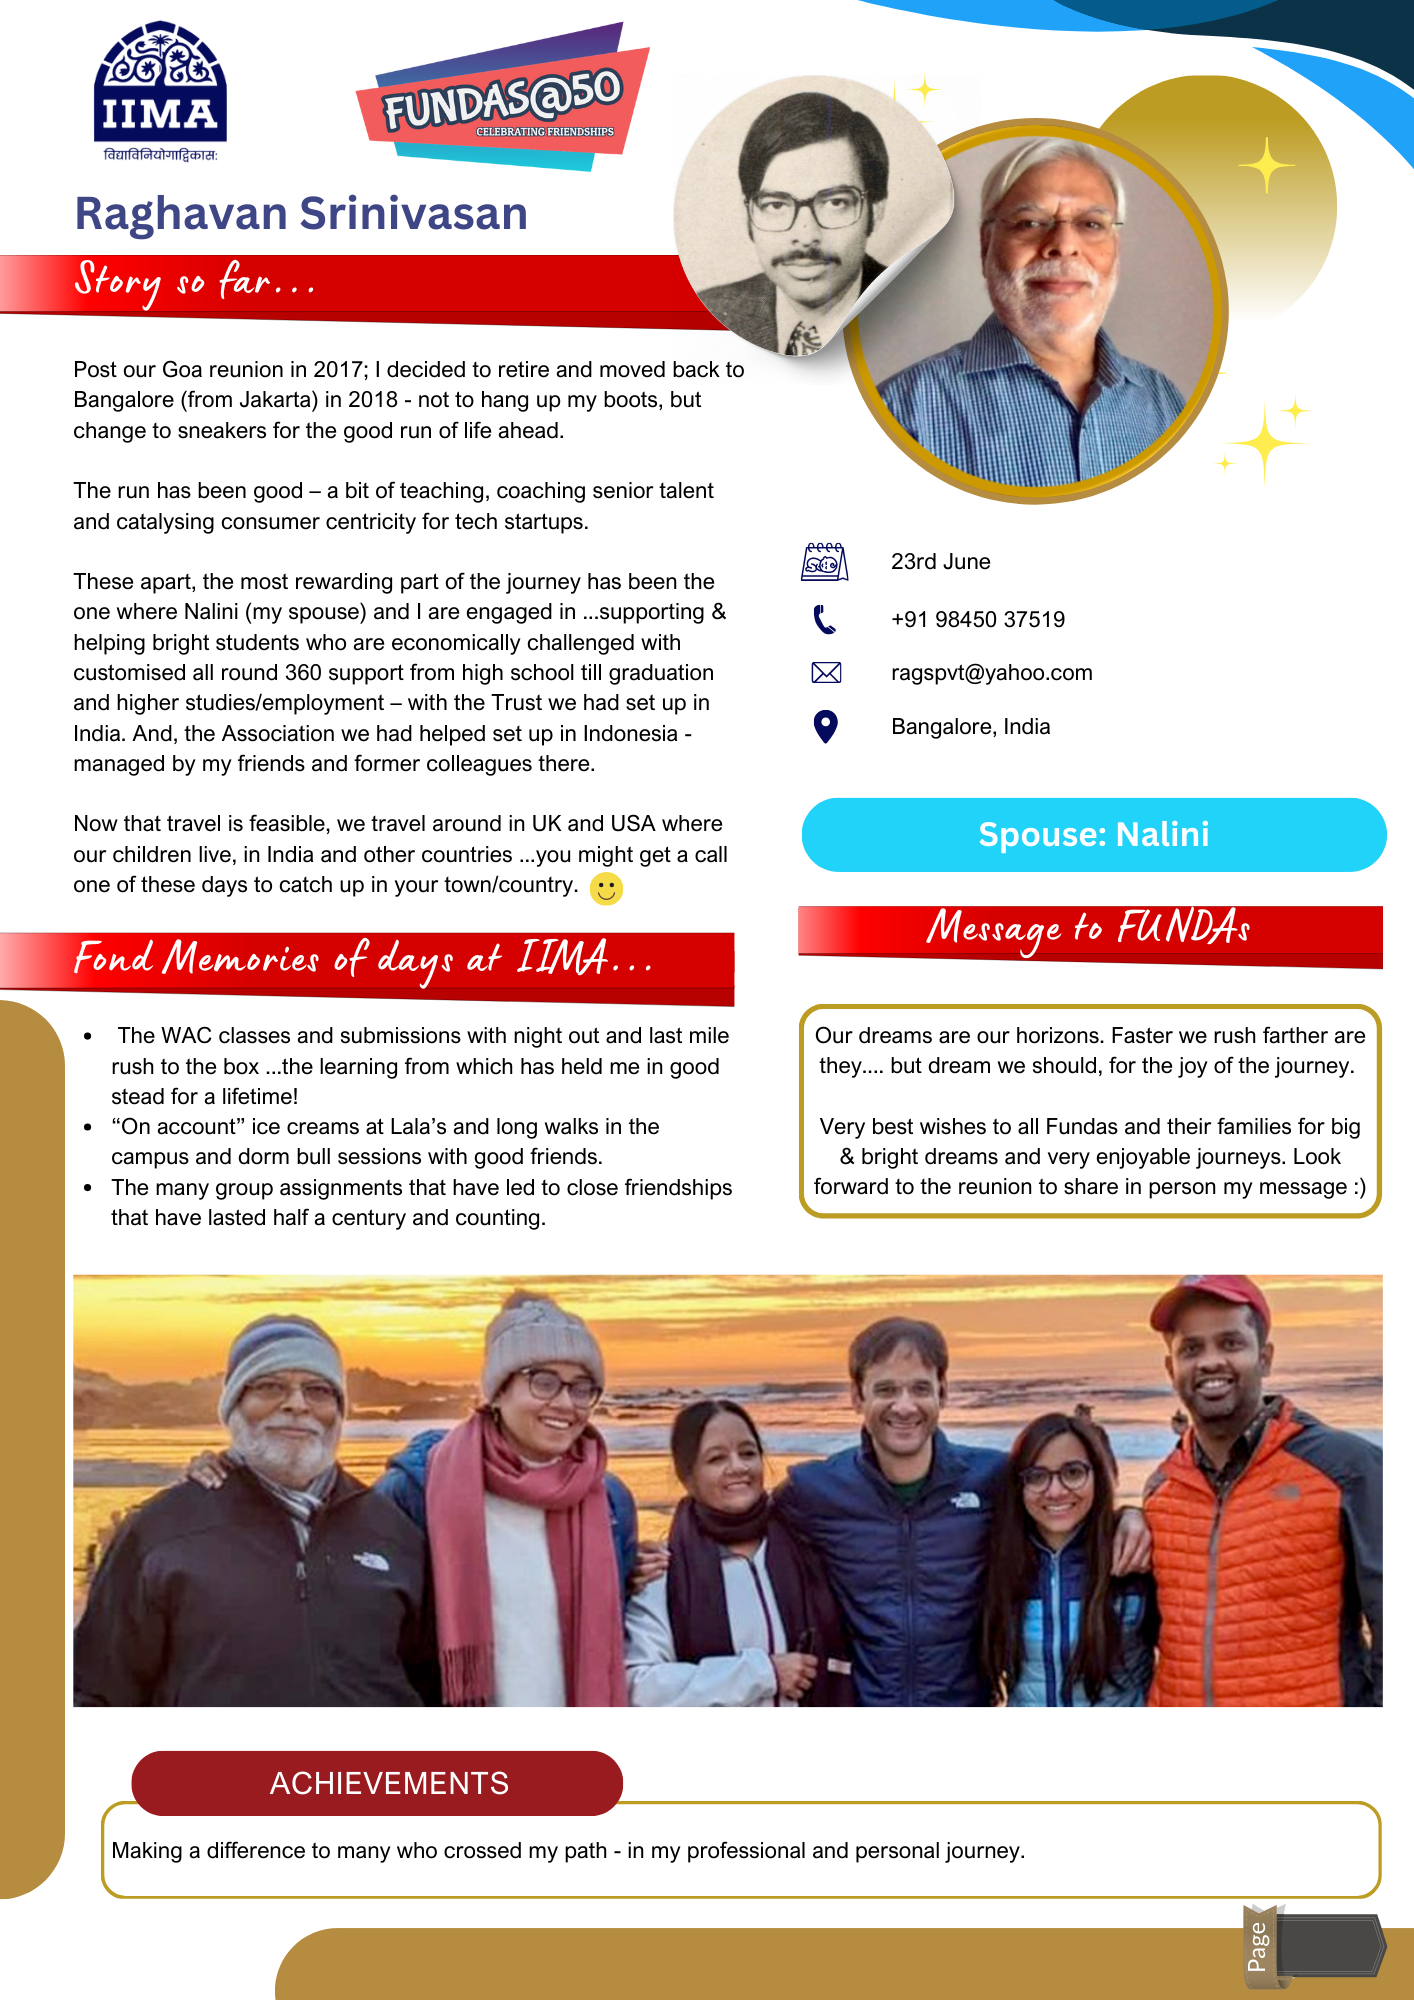 IIMA
विद्याविनियोगाद्विकासः
FUNDAS@50
CELEBRATING FRIENDSHIPS
Raghavan Srinivasan
Story so far...
Post our Goa reunion in 2017; I decided to retire and moved back to
Bangalore (from Jakarta) in 2018 - not to hang up my boots, but
change to sneakers for the good run of life ahead.
The run has been good – a bit of teaching, coaching senior talent
and catalysing consumer centricity for tech startups.
These apart, the most rewarding part of the journey has been the
one where Nalini (my spouse) and I are engaged in ...supporting &
helping bright students who are economically challenged with
customised all round 360 support from high school till graduation
and higher studies/employment – with the Trust we had set up in
India. And, the Association we had helped set up in Indonesia -
managed by my friends and former colleagues there.
Now that travel is feasible, we travel around in UK and USA where
our children live, in India and other countries ...you might get a call
one of these days to catch up in your town/country.
23rd June
+91 98450 37519
ragspvt@yahoo.com
Bangalore, India
Spouse: Nalini
Fond Memories of days at IIMA...
• The WAC classes and submissions with night out and last mile
rush to the box ...the learning from which has held me in good
stead for a lifetime!
• “On account” ice creams at Lala’s and long walks in the
campus and dorm bull sessions with good friends.
• The many group assignments that have led to close friendships
that have lasted half a century and counting.
Message to FUNDAs
Our dreams are our horizons. Faster we rush farther are
they.... but dream we should, for the joy of the journey.
Very best wishes to all Fundas and their families for big
& bright dreams and very enjoyable journeys. Look
forward to the reunion to share in person my message :)
ACHIEVEMENTS
Making a difference to many who crossed my path - in my professional and personal journey.
Page